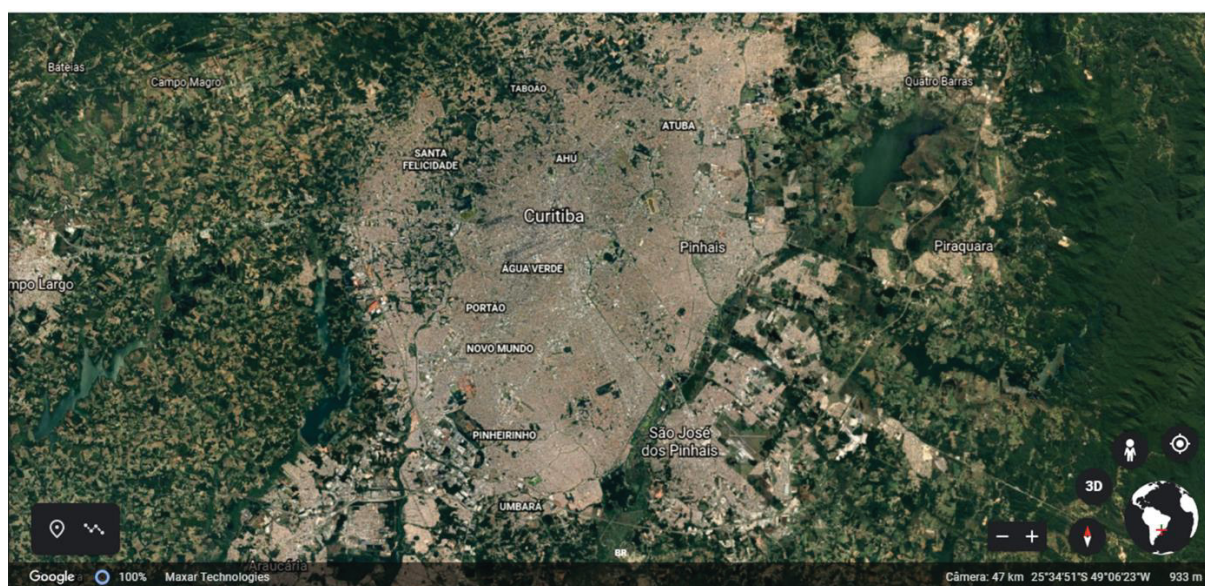 Bateias
Campo Magro
Quatro Barras
TABOÃO
ATUBA
SANTA
FELICIDADE
AHÚ
Curitiba
Pinhais
Piraquara
ÁGUA VERDE
mpo Largo
PORTÃO
NOVO MUNDO
PINHEIRINHO
São José
dos Pinhais
3D
UMBARÁ
BR
Araucária
Google
100%
Maxar Technologies
Câmera: 47 km 25°34'51"S 49°06'23"W 933 m